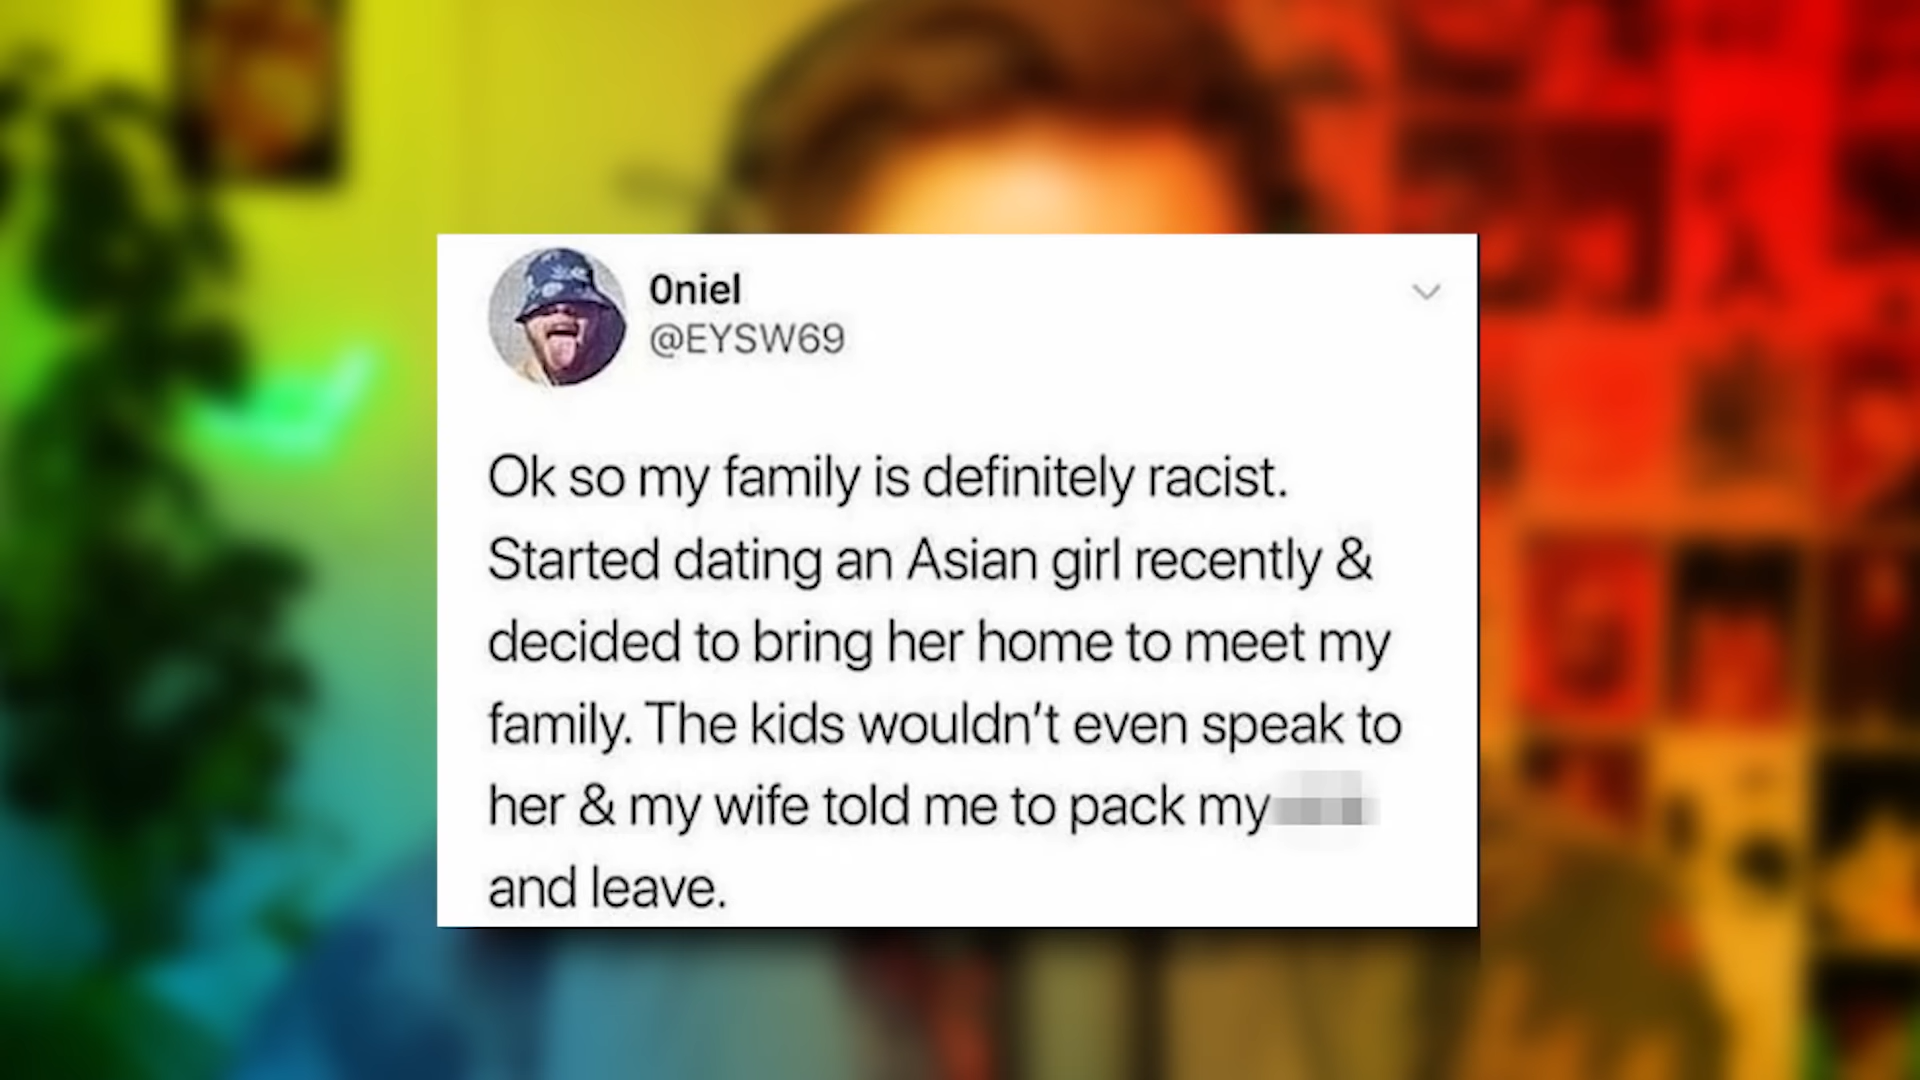 0niel
@EYSW69
Ok so my family is definitely racist.
Started dating an Asian girl recently &
decided to bring her home to meet my
family. The kids wouldn't even speak to
her & my wife told me to pack my
and leave.